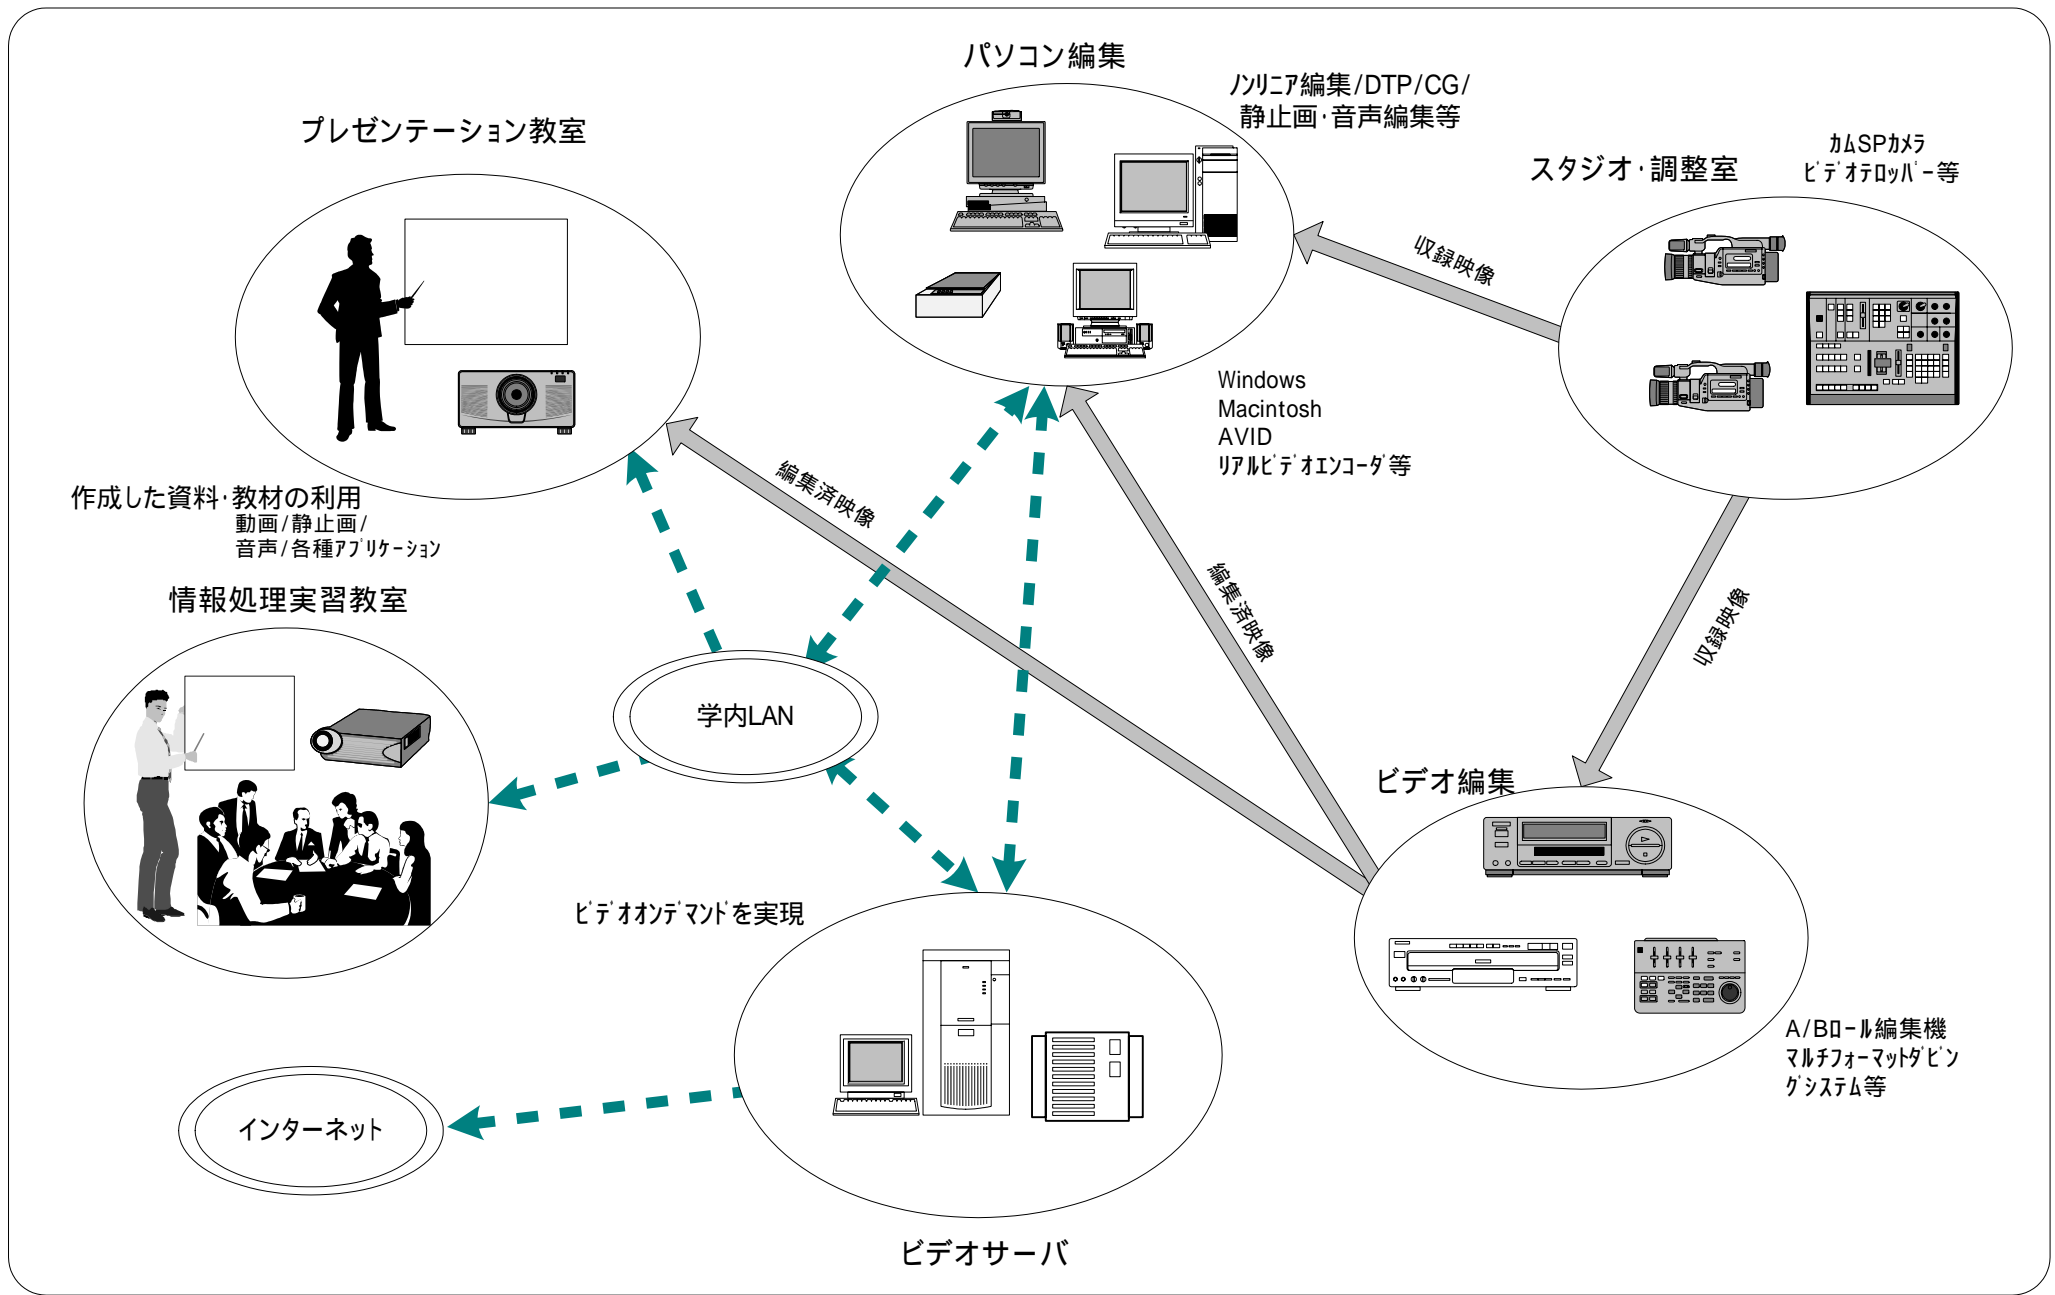 パソコン編集
ﾉﾝﾘﾆｱ編集/DTP/CG/
静止画・音声編集等
プレゼンテーション教室
スタジオ・調整室
ｶﾑSPｶﾒﾗ
ﾋﾞﾃﾞｵﾃﾛｯﾊﾟｰ等
収録映像
Windows
Macintosh
AVID
ﾘｱﾙﾋﾞﾃﾞｵｴﾝｺｰﾀﾞ等
編集済映像
作成した資料・教材の利用
動画/静止画/
音声/各種ｱﾌﾟﾘｹｰｼｮﾝ
編集済映像
収録映像
情報処理実習教室
学内LAN
ビデオ編集
ﾋﾞﾃﾞｵｵﾝﾃﾞﾏﾝﾄﾞを実現
A/Bﾛｰﾙ編集機
ﾏﾙﾁﾌｫｰﾏｯﾄﾀﾞﾋﾞﾝ
ｸﾞｼｽﾃﾑ等
インターネット
ビデオサーバ